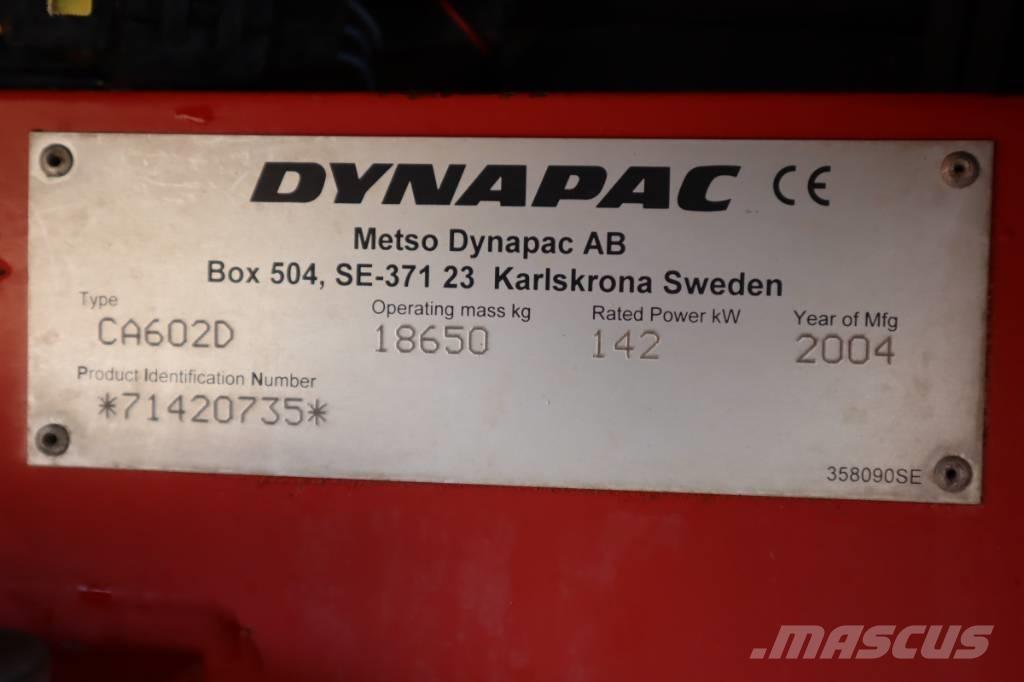 DYNAPAC CE
Metso Dynapac AB
Box 504, SE-371 23 Karlskrona Sweden
Type Operating mass kg Rated Power kW Year of Mfg
CA602D 18650 142 2004
Product Identification Number
*71420735*
358090SE
MASCUS